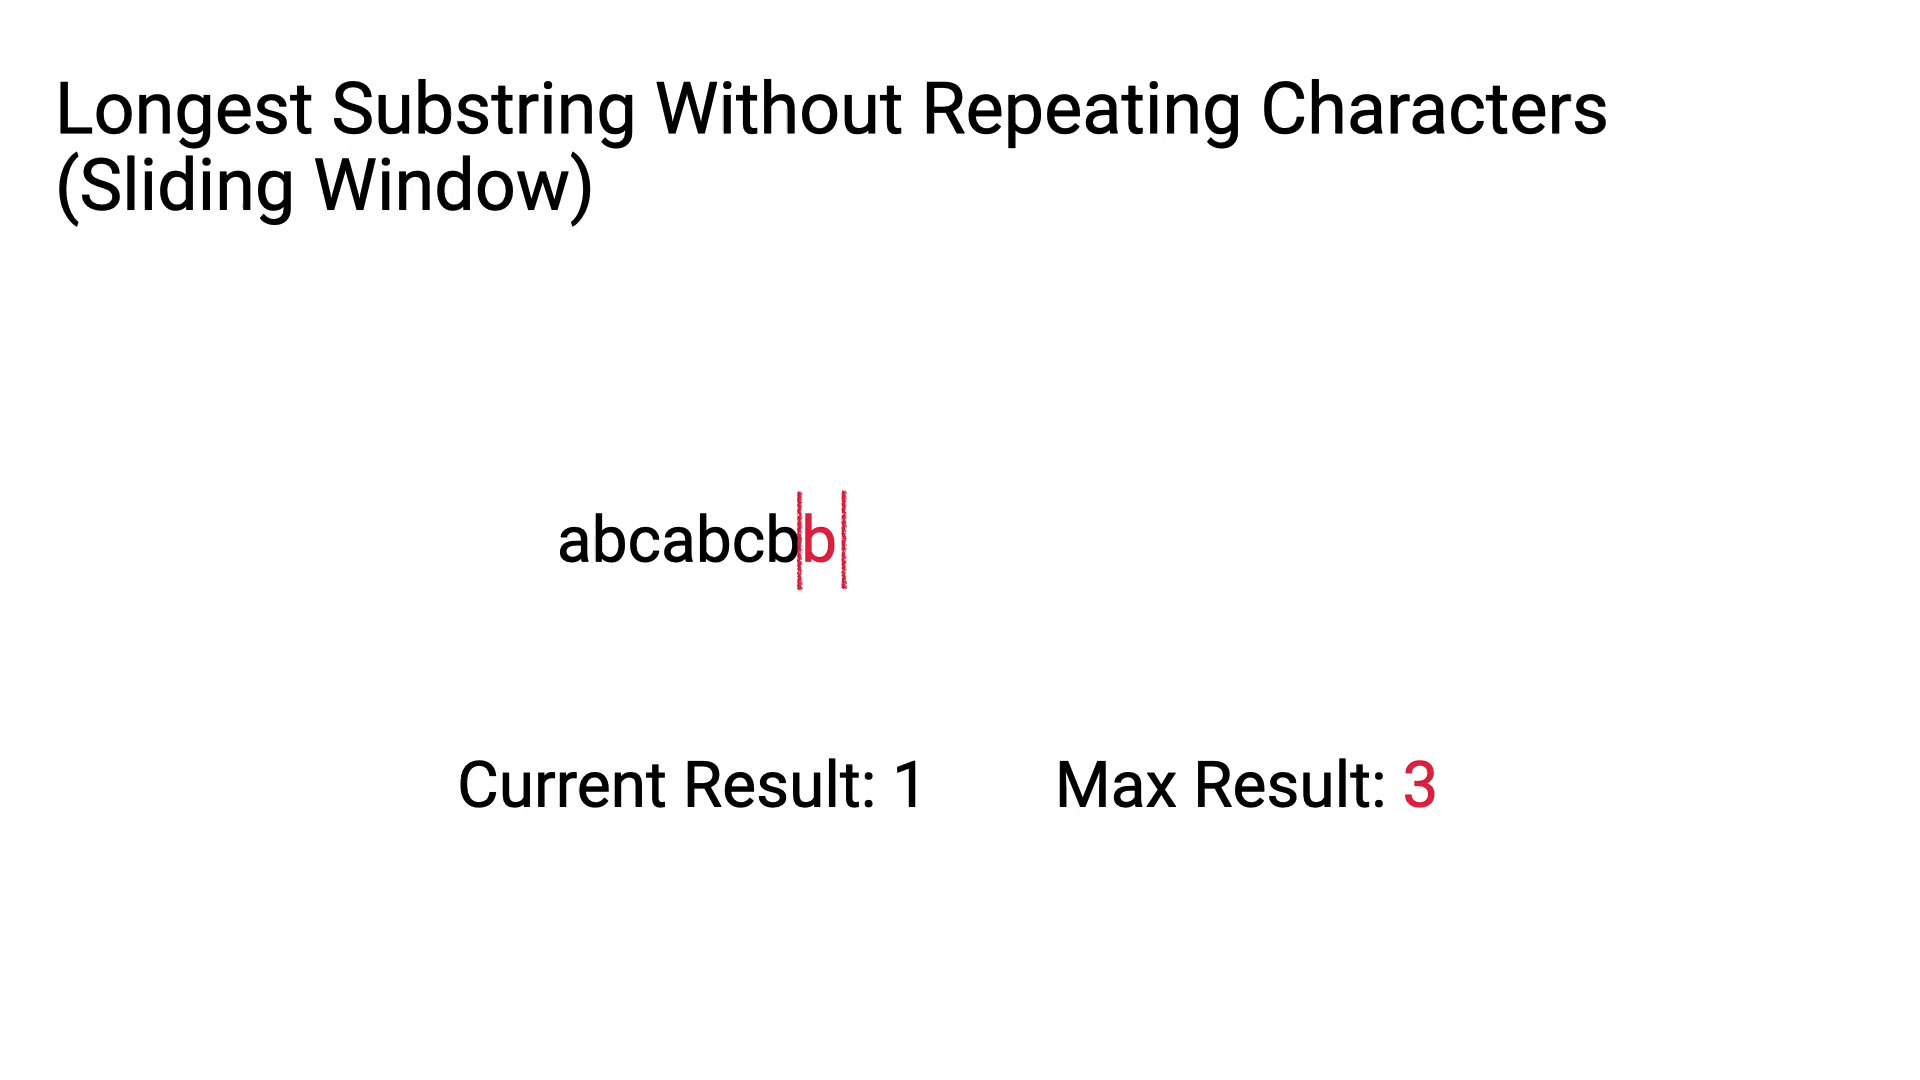 Longest Substring Without Repeating Characters
(Sliding Window)
abcabcbb
Current Result: 1 Max Result: 3